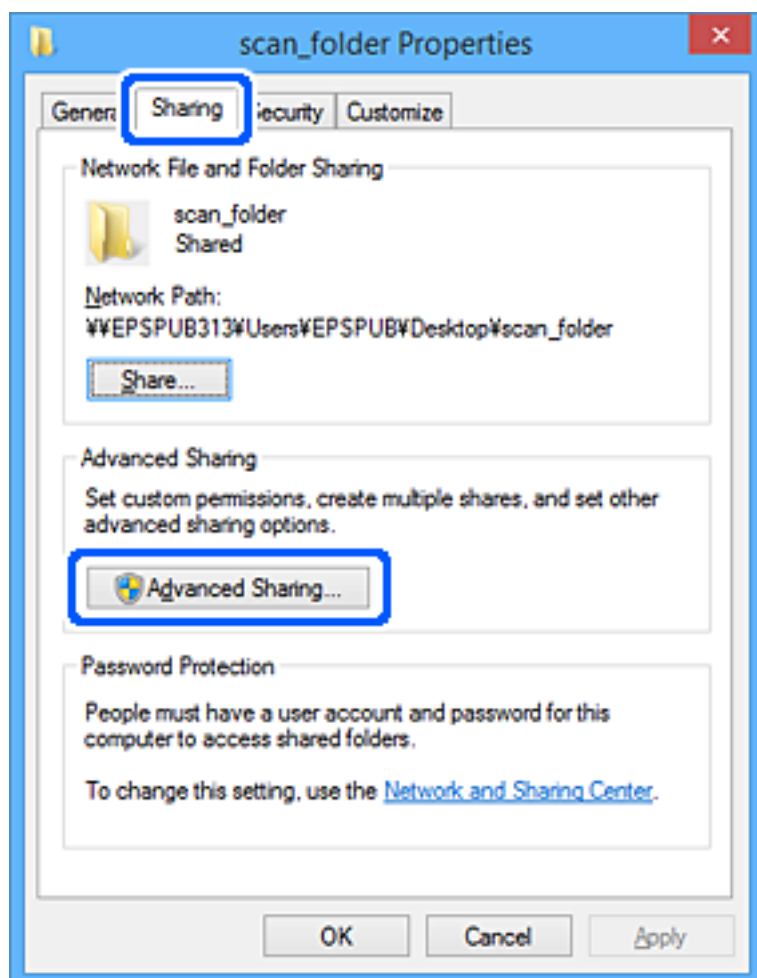 scan_folder Properties
Sharing
Customize
Network File and Folder Sharing
scan_folder
Shared
Network Path:
¥¥EPSPUB313¥Users¥EPSPUB¥Desktop¥scan_folder
Share...
Advanced Sharing
Set custom permissions, create multiple shares, and set other
advanced sharing options.
Advanced Sharing...
Password Protection
People must have a user account and password for this
computer to access shared folders.
To change this setting, use the Network and Sharing Center.
OK Cancel Apply